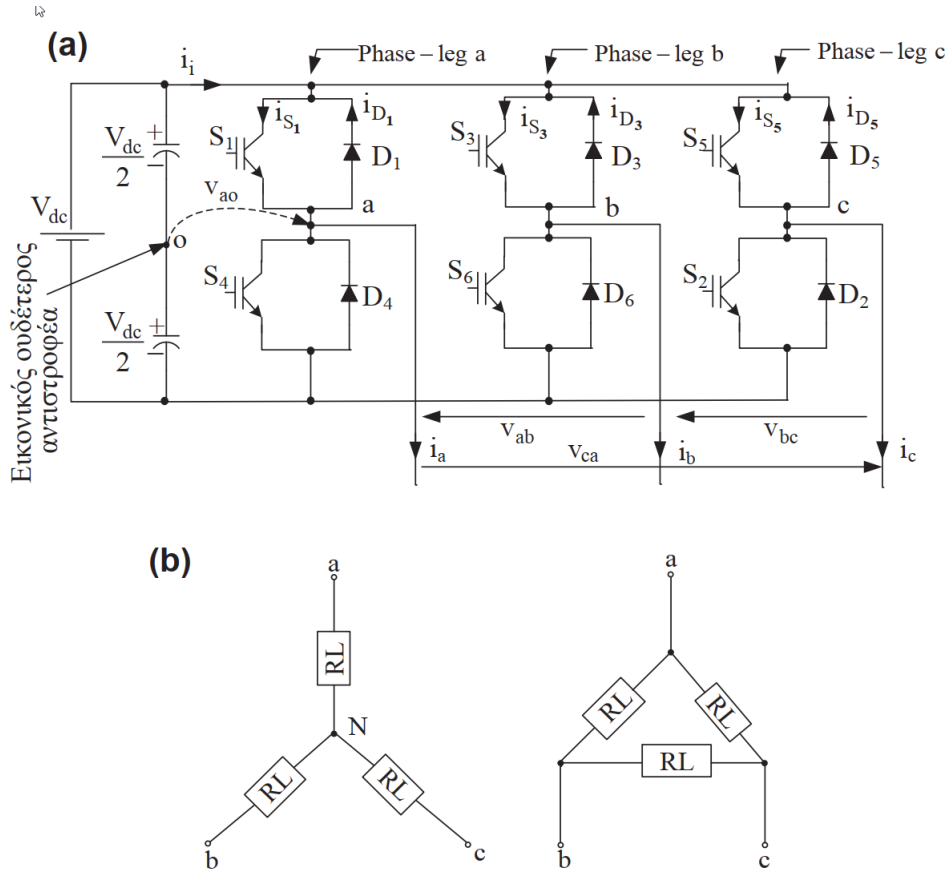 (a)
Phase – leg a
Phase – leg b
Phase – leg c
i_i
V_dc
V_dc/2
+
−
V_dc/2
+
−
o
v_ao
S_1
i_S1
i_D1
D_1
a
S_4
D_4
S_3
i_S3
i_D3
D_3
b
S_6
D_6
S_5
i_S5
i_D5
D_5
c
S_2
D_2
Εικονικός ουδέτερος
αντιστροφέα
v_ab
v_bc
i_a
v_ca
i_b
i_c
(b)
a
RL
N
RL
RL
b
c
a
RL
RL
RL
b
c